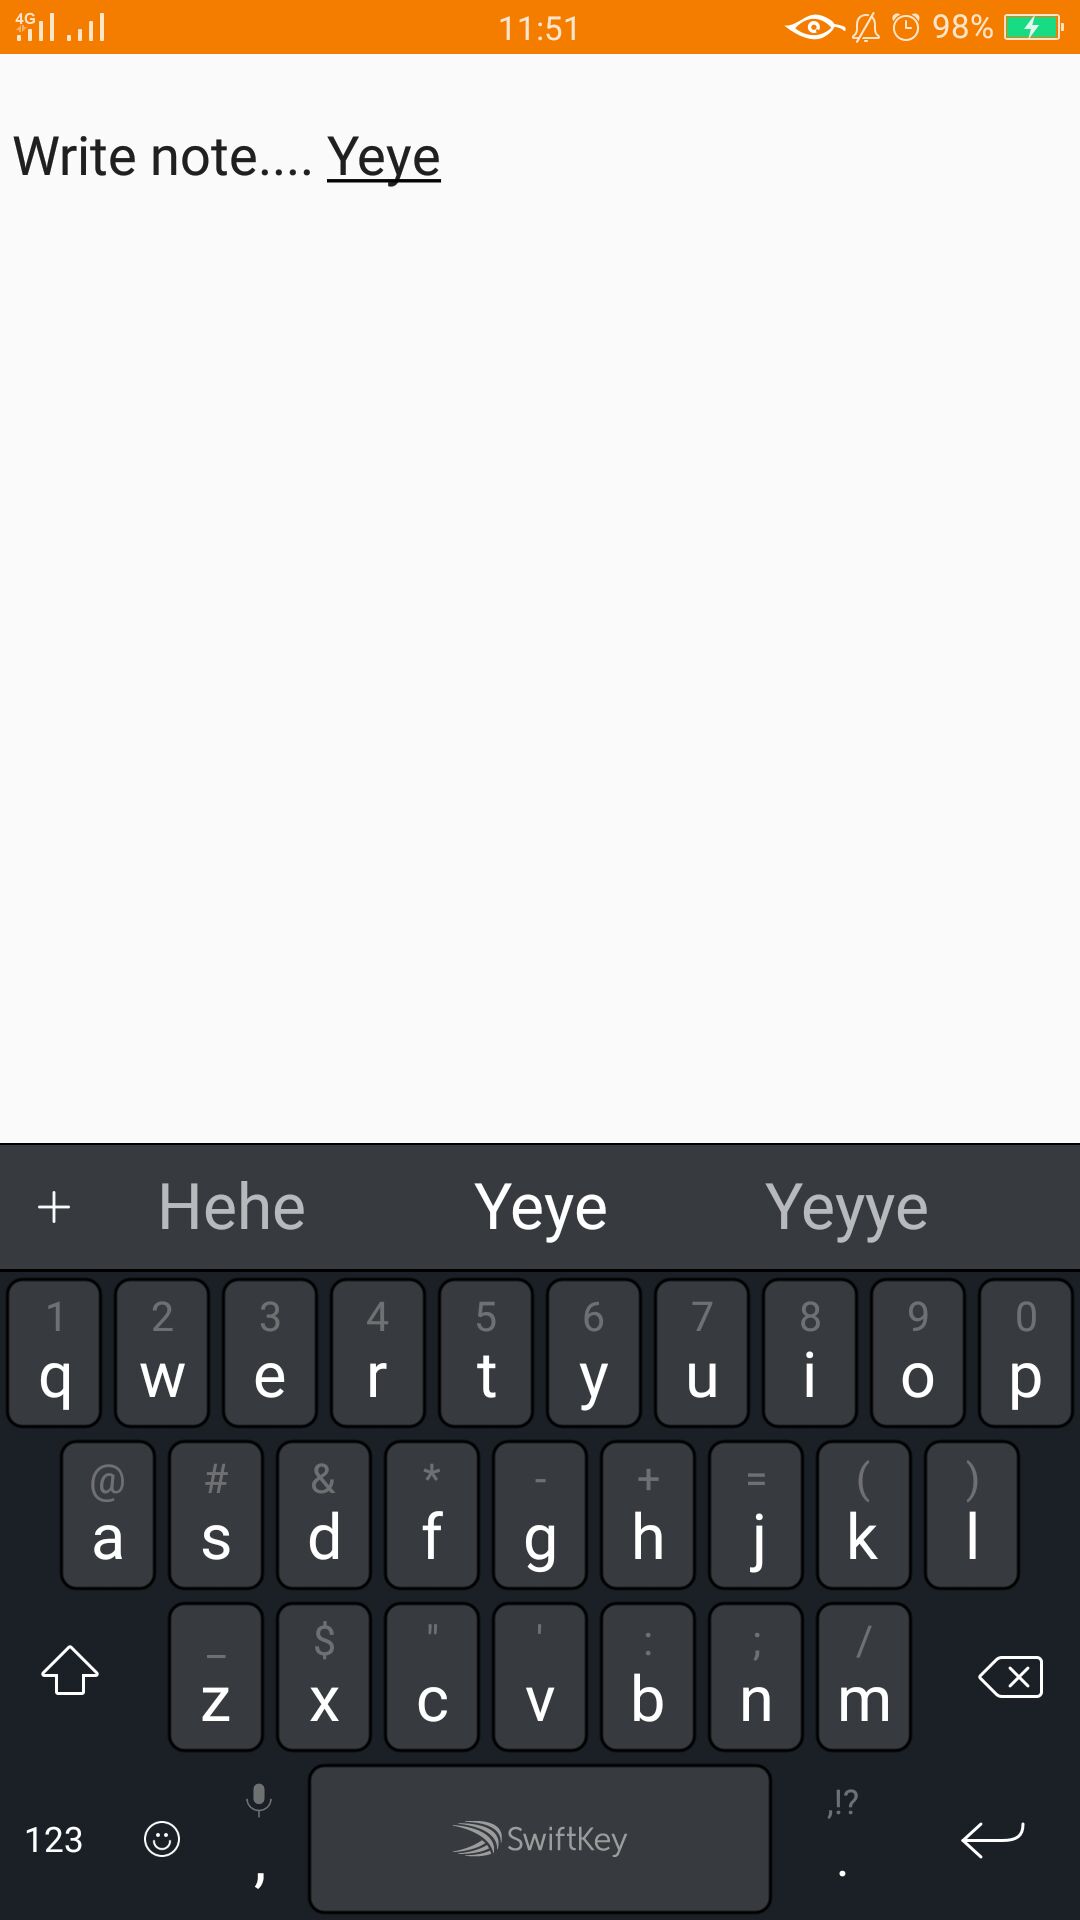 4G 11:51 98%
Write note.... Yeye
+ Hehe Yeye Yeyye
1 2 3 4 5 6 7 8 9 0
q w e r t y u i o p
@ # & * - + = ( )
a s d f g h j k l
_ $ " ' : ; /
z x c v b n m
,!?
123 , SwiftKey .